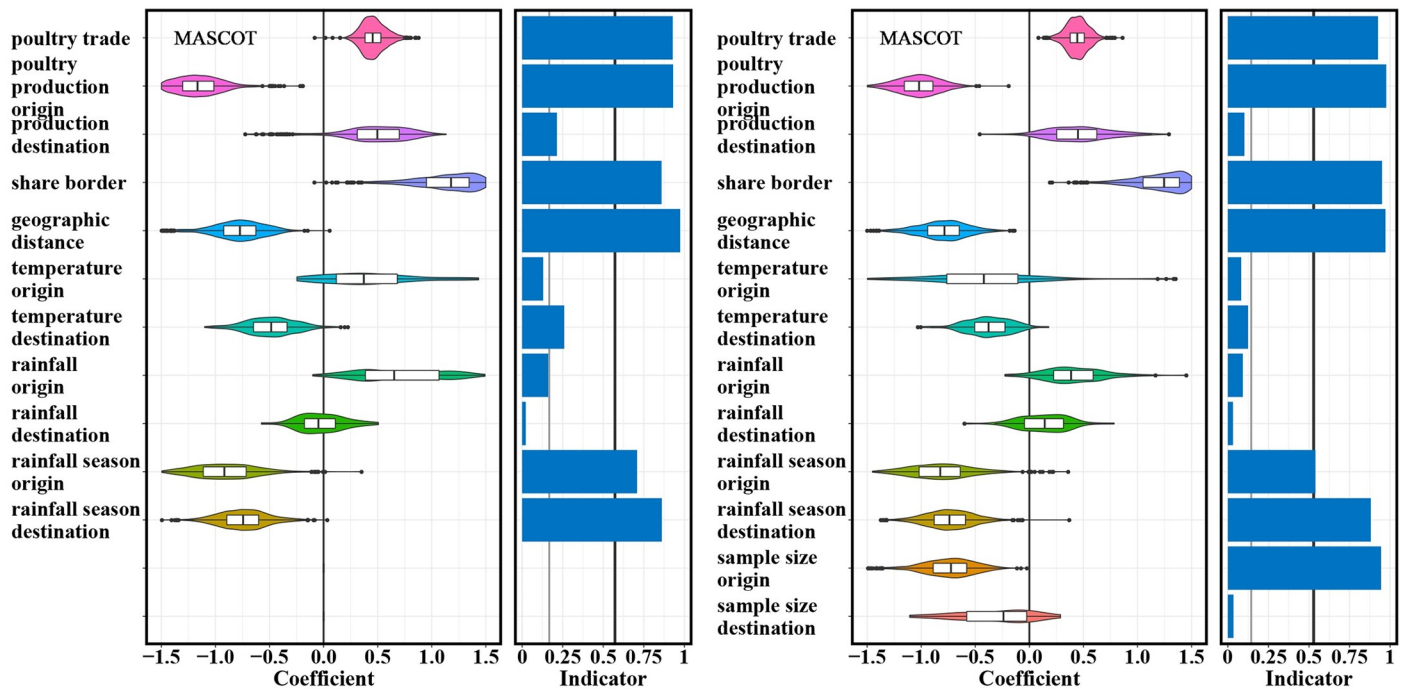 MASCOT
poultry trade
poultry
production
origin
production
destination
share border
geographic
distance
temperature
origin
temperature
destination
rainfall
origin
rainfall
destination
rainfall season
origin
rainfall season
destination
−1.5 −1.0 −0.5 0.0 0.5 1.0 1.5
Coefficient
0 0.25 0.5 0.75 1
Indicator
MASCOT
poultry trade
poultry
production
origin
production
destination
share border
geographic
distance
temperature
origin
temperature
destination
rainfall
origin
rainfall
destination
rainfall season
origin
rainfall season
destination
sample size
origin
sample size
destination
−1.5 −1.0 −0.5 0.0 0.5 1.0 1.5
Coefficient
0 0.25 0.5 0.75 1
Indicator